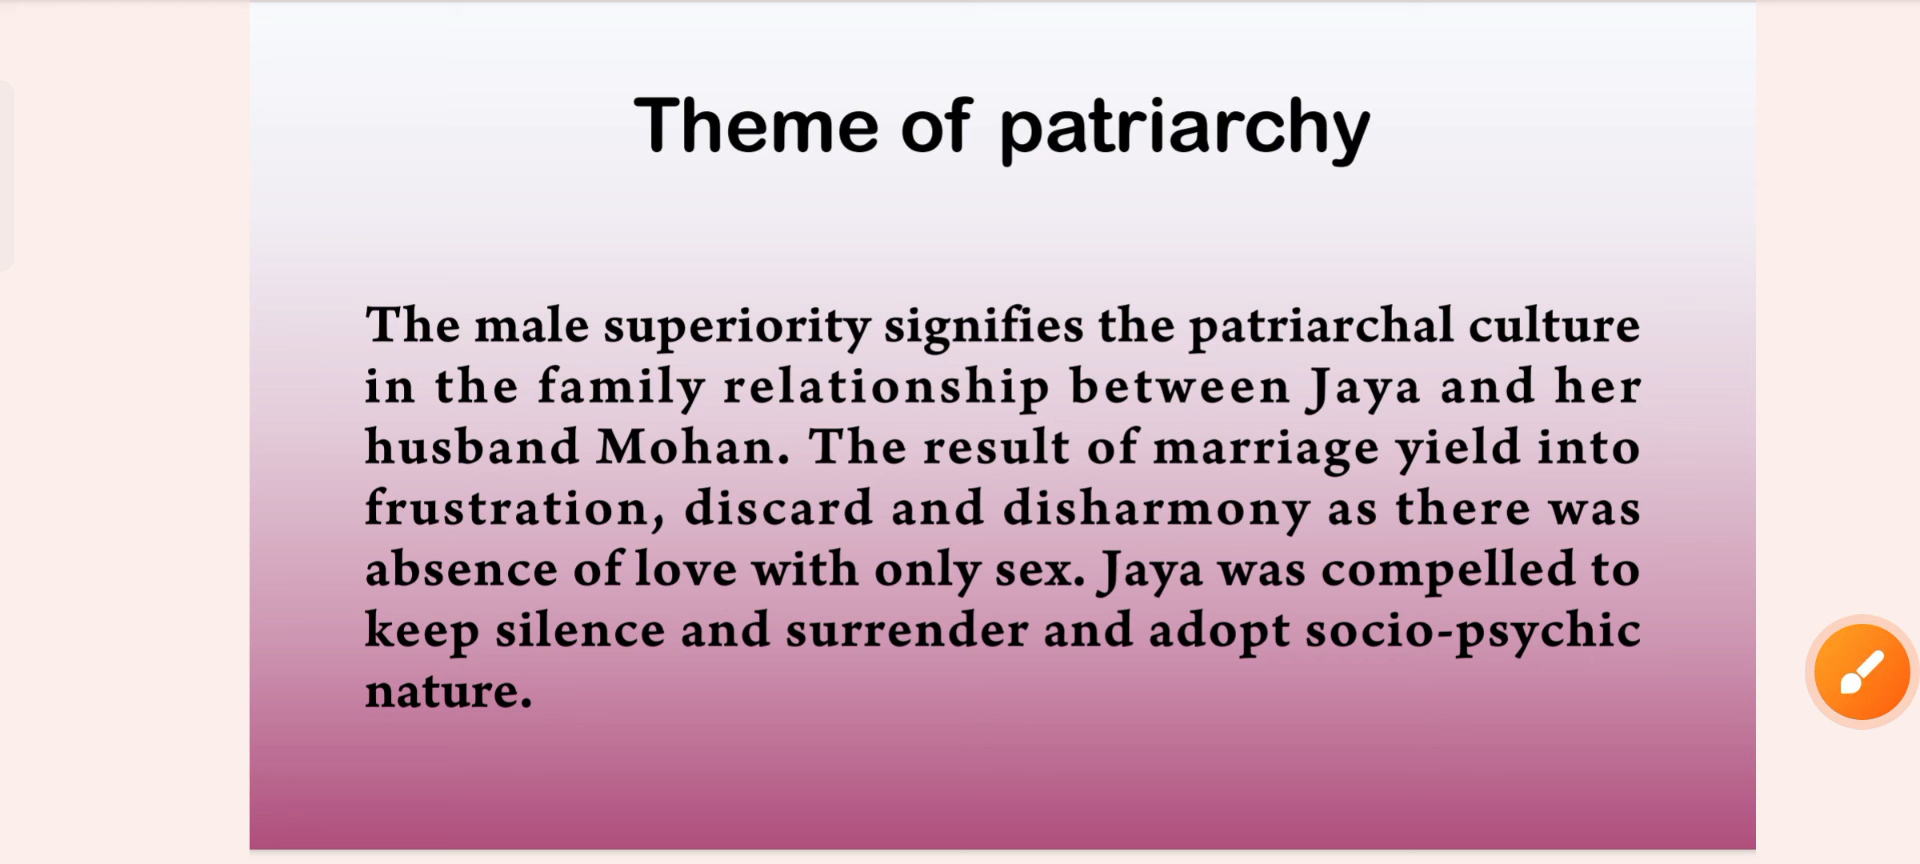 Theme of patriarchy
The male superiority signifies the patriarchal culture
in the family relationship between Jaya and her
husband Mohan. The result of marriage yield into
frustration, discard and disharmony as there was
absence of love with only sex. Jaya was compelled to
keep silence and surrender and adopt socio-psychic
nature.